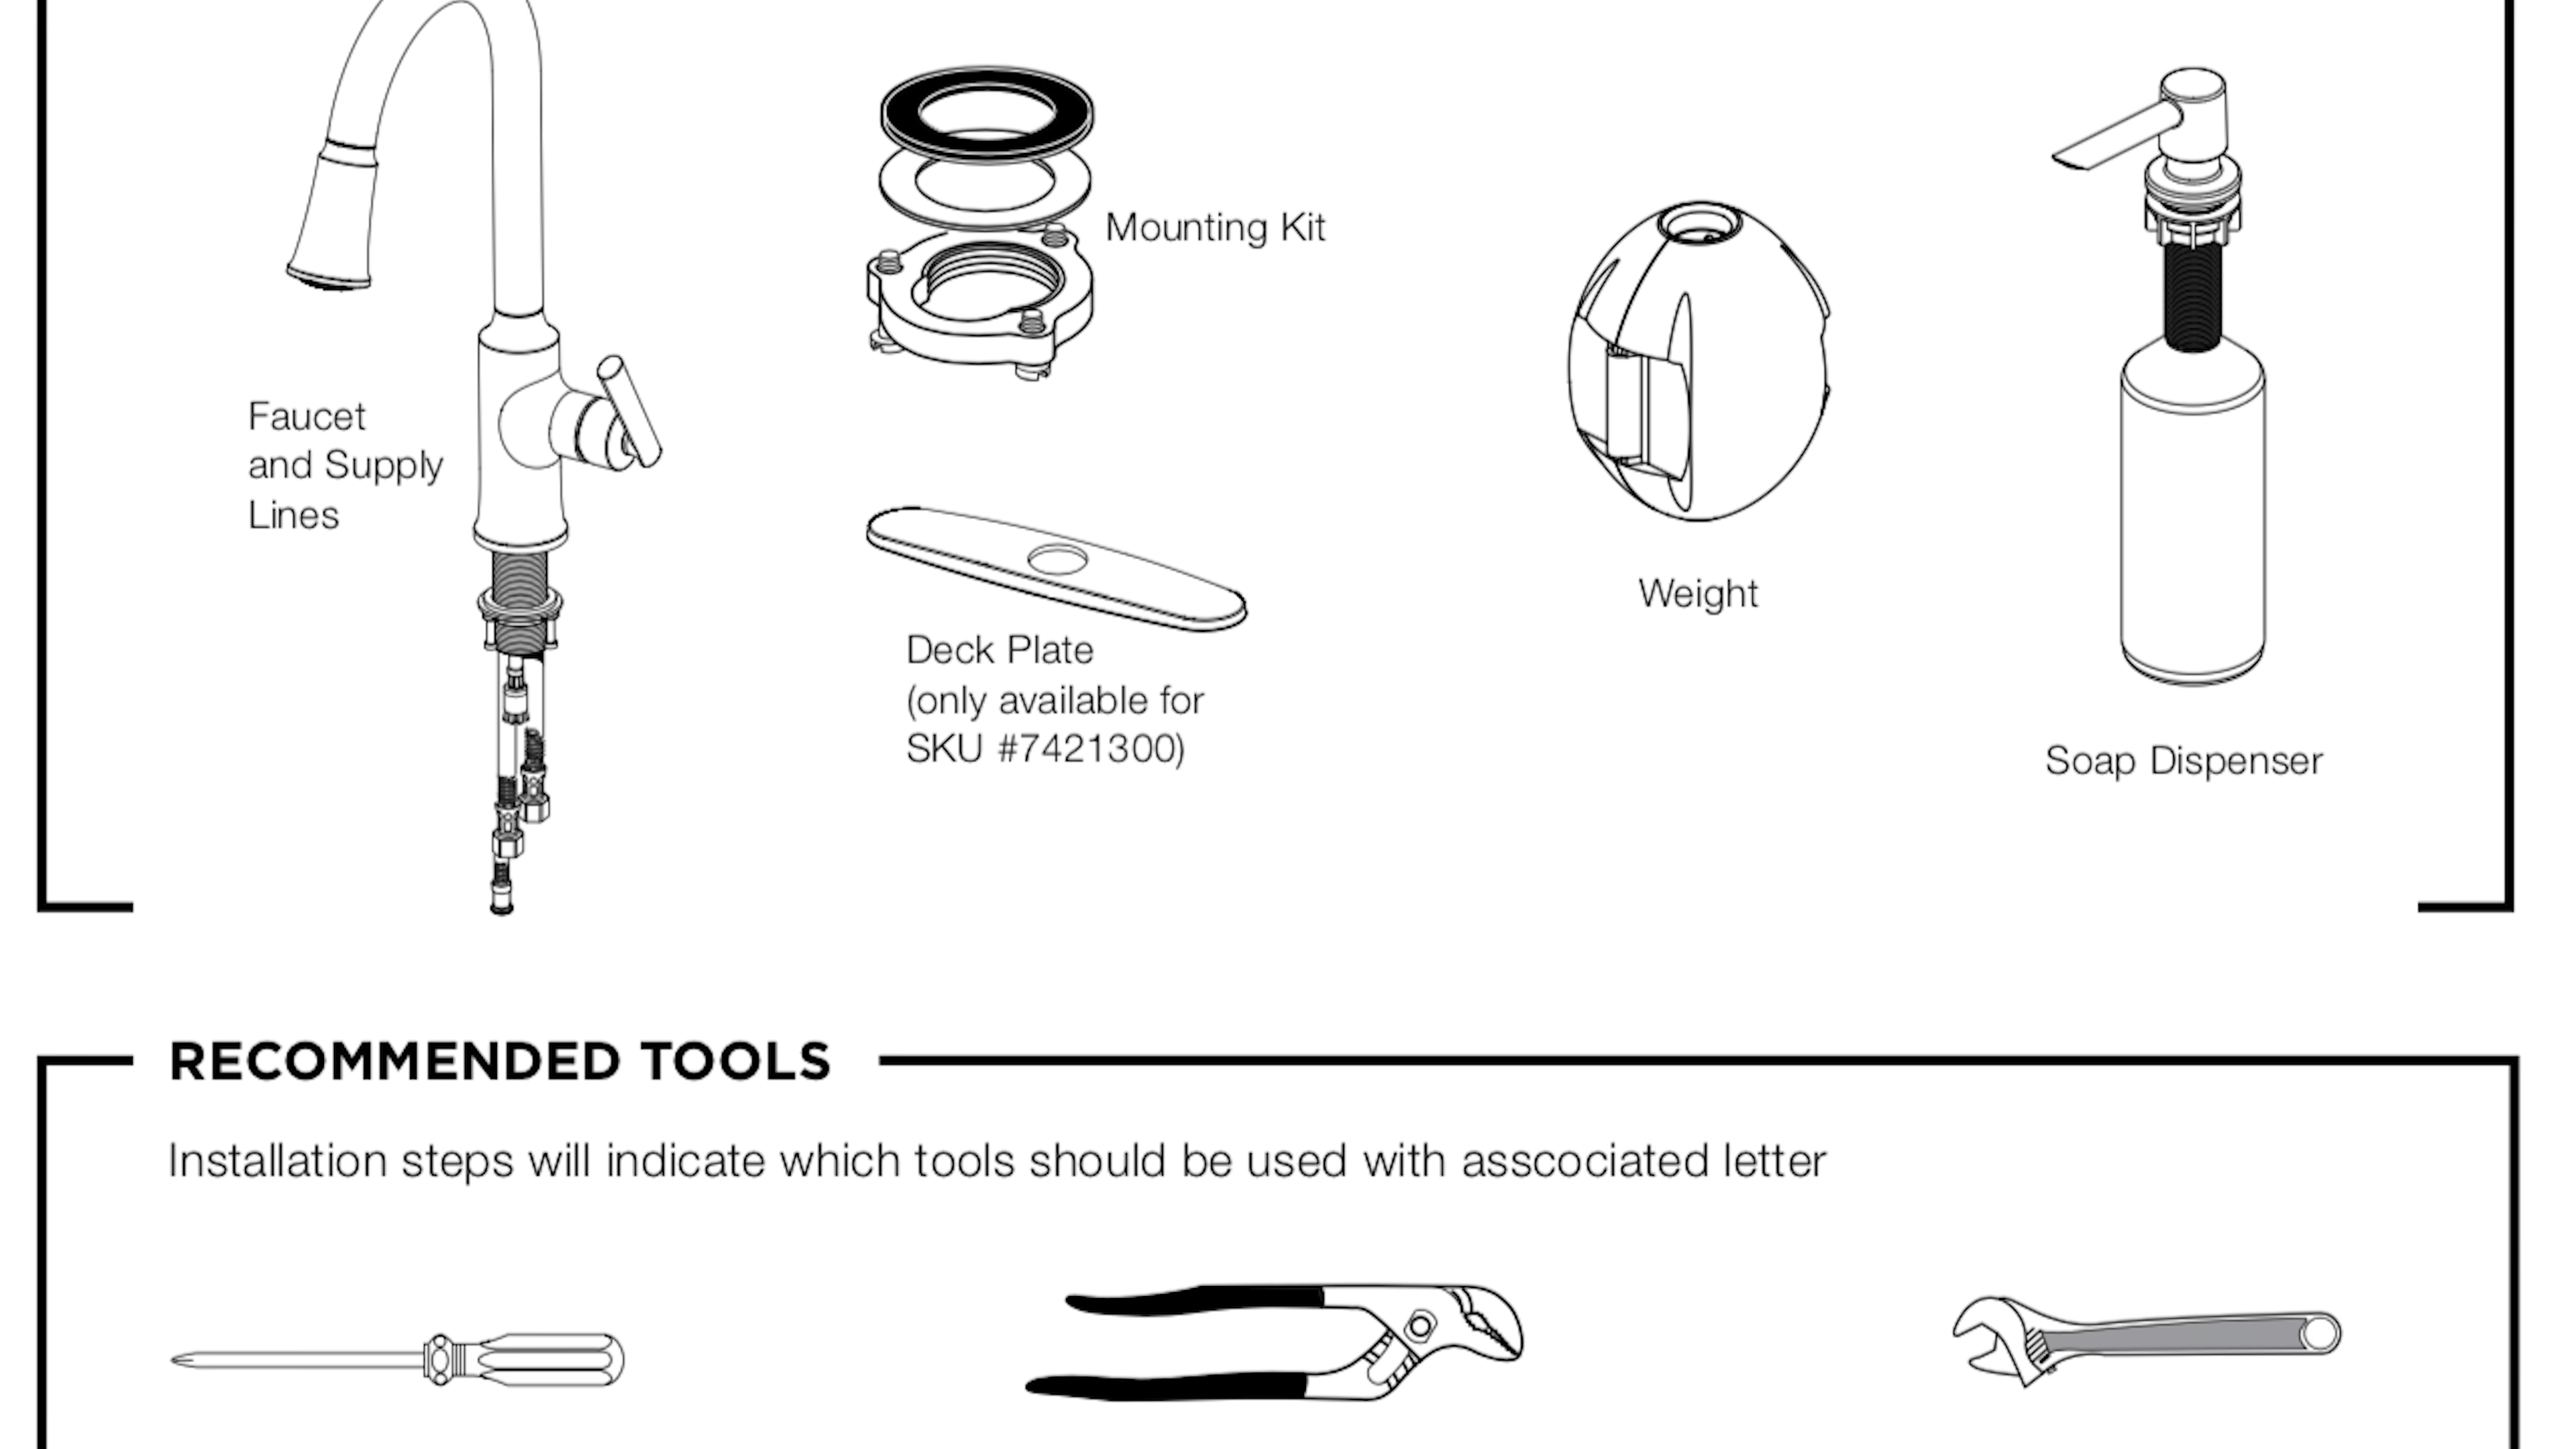 Mounting Kit
Faucet
and Supply
Lines
Weight
Deck Plate
(only available for
SKU #7421300)
Soap Dispenser
RECOMMENDED TOOLS
Installation steps will indicate which tools should be used with asscociated letter